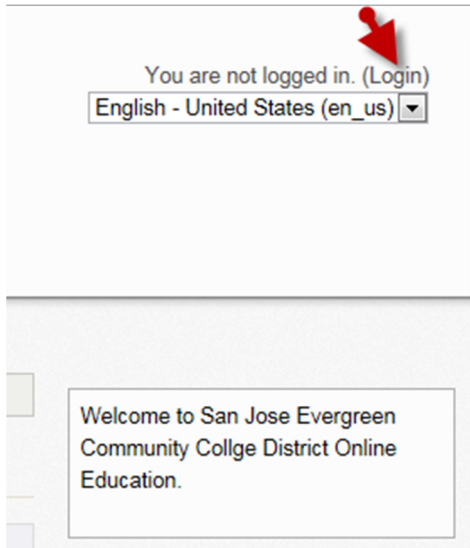 You are not logged in. (Login)
English - United States (en_us)
Welcome to San Jose Evergreen
Community Collge District Online
Education.